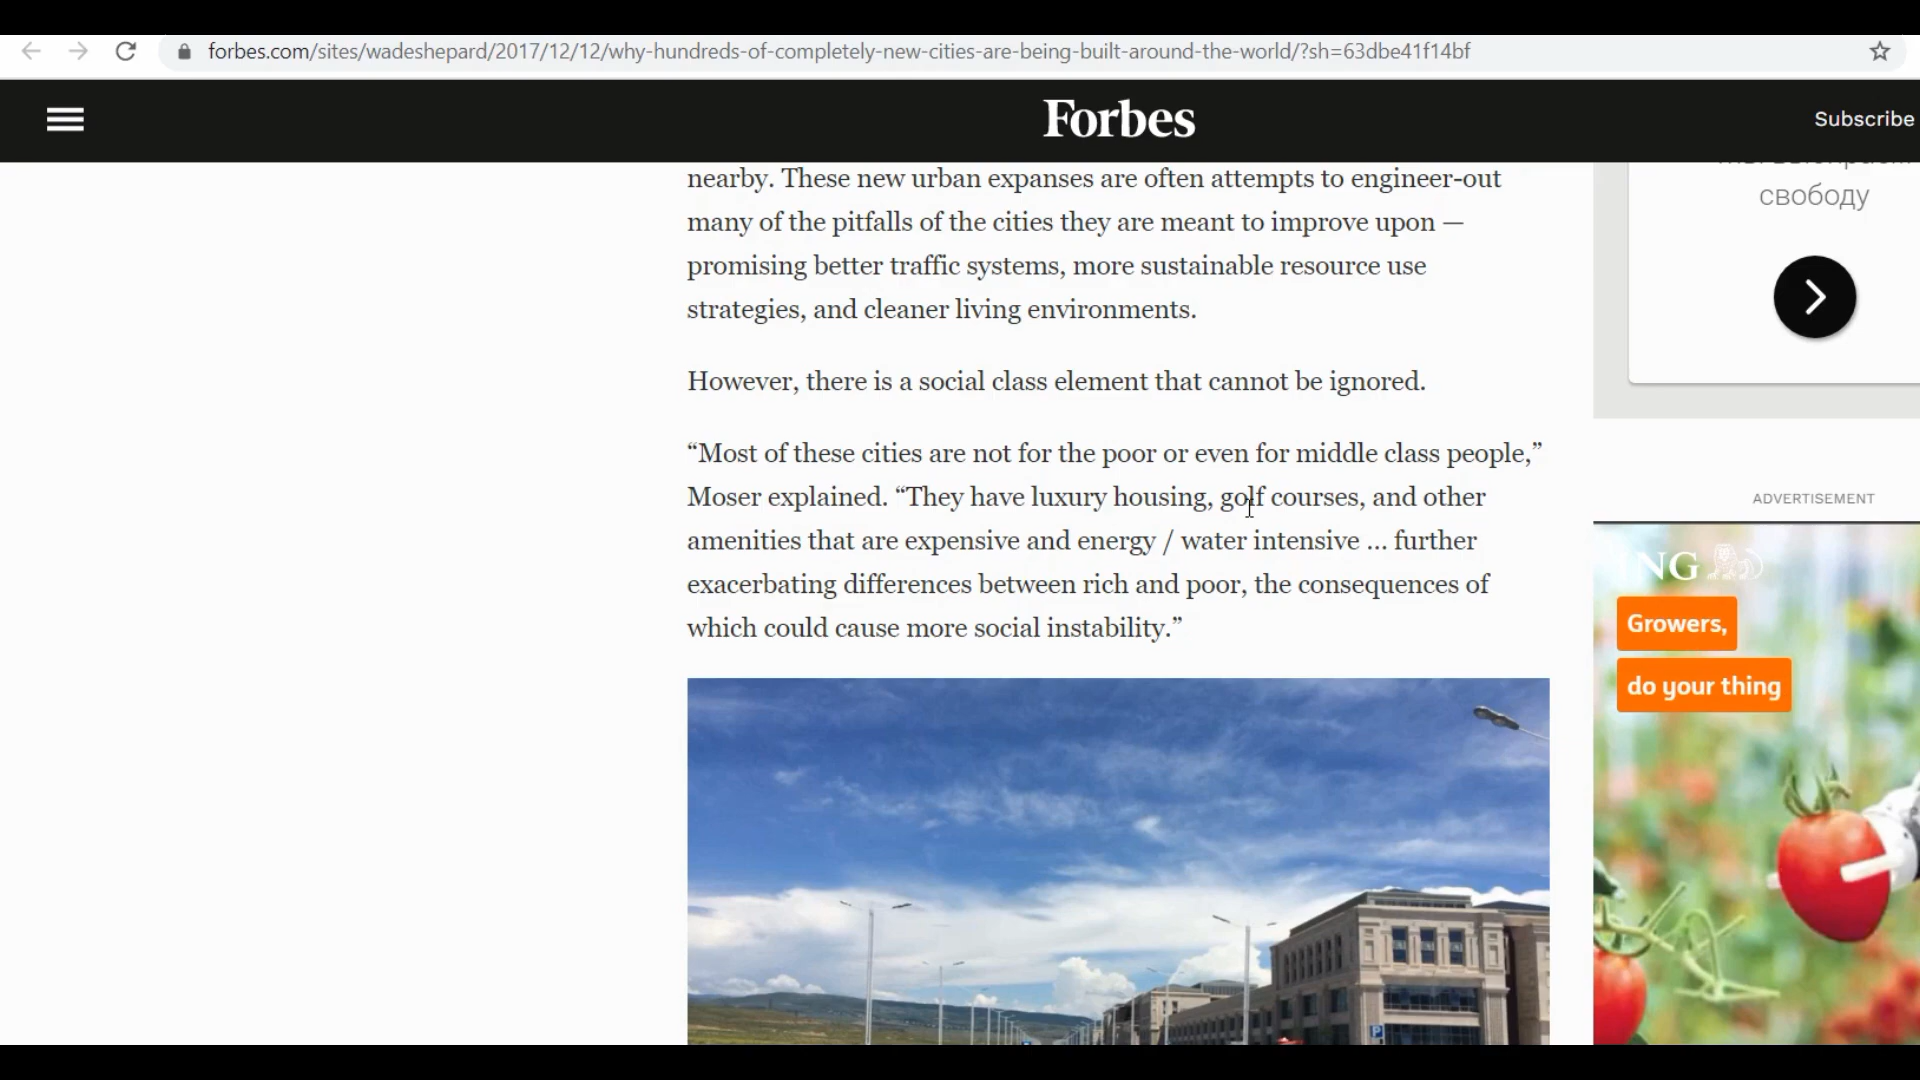 forbes.com/sites/wadeshepard/2017/12/12/why-hundreds-of-completely-new-cities-are-being-built-around-the-world/?sh=63dbe41f14bf
Forbes
Subscribe
nearby. These new urban expanses are often attempts to engineer-out
many of the pitfalls of the cities they are meant to improve upon —
promising better traffic systems, more sustainable resource use
strategies, and cleaner living environments.
However, there is a social class element that cannot be ignored.
“Most of these cities are not for the poor or even for middle class people,”
Moser explained. “They have luxury housing, golf courses, and other
amenities that are expensive and energy / water intensive ... further
exacerbating differences between rich and poor, the consequences of
which could cause more social instability.”
P
свободу
ADVERTISEMENT
ING
Growers,
do your thing